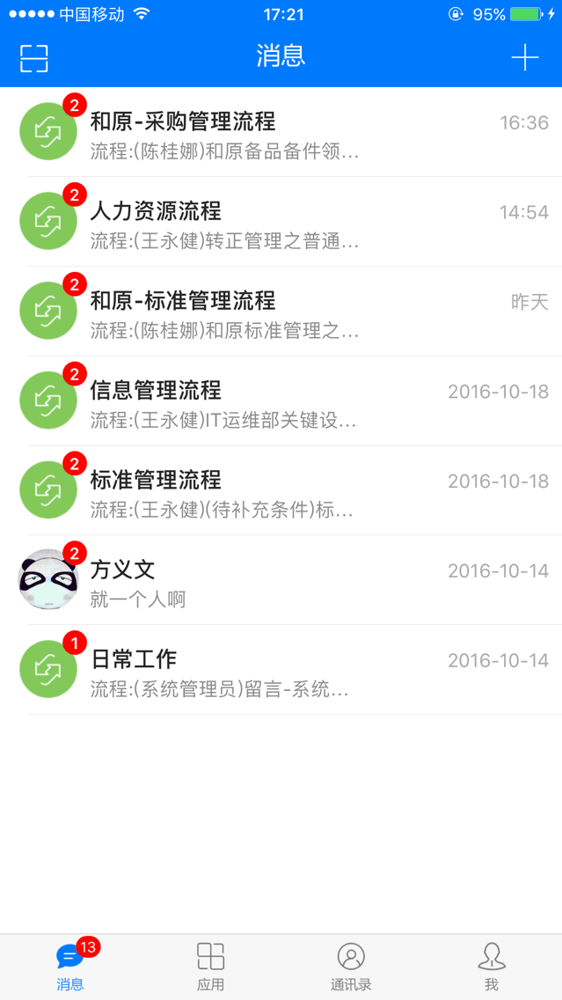 中国移动 17:21 95%
消息
2
和原-采购管理流程 16:36
流程:(陈桂娜)和原备品备件领...
2
人力资源流程 14:54
流程:(王永健)转正管理之普通...
2
和原-标准管理流程 昨天
流程:(陈桂娜)和原标准管理之...
2
信息管理流程 2016-10-18
流程:(王永健)IT运维部关键设...
2
标准管理流程 2016-10-18
流程:(王永健)(待补充条件)标...
2
方义文 2016-10-14
就一个人啊
1
日常工作 2016-10-14
流程:(系统管理员)留言-系统...
13
消息 应用 通讯录 我